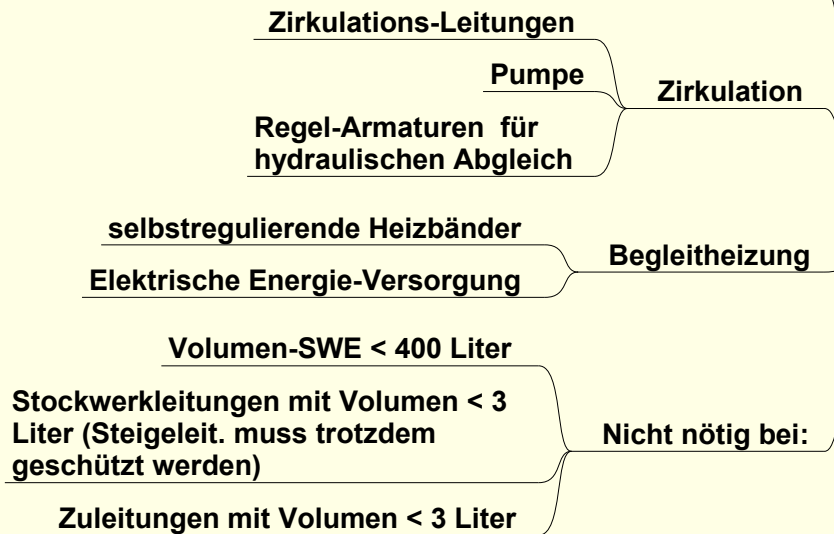 Zirkulations-Leitungen
Pumpe
Zirkulation
Regel-Armaturen für
hydraulischen Abgleich
selbstregulierende Heizbänder
Begleitheizung
Elektrische Energie-Versorgung
Volumen-SWE < 400 Liter
Stockwerkleitungen mit Volumen < 3
Liter (Steigeleit. muss trotzdem
geschützt werden)
Nicht nötig bei:
Zuleitungen mit Volumen < 3 Liter